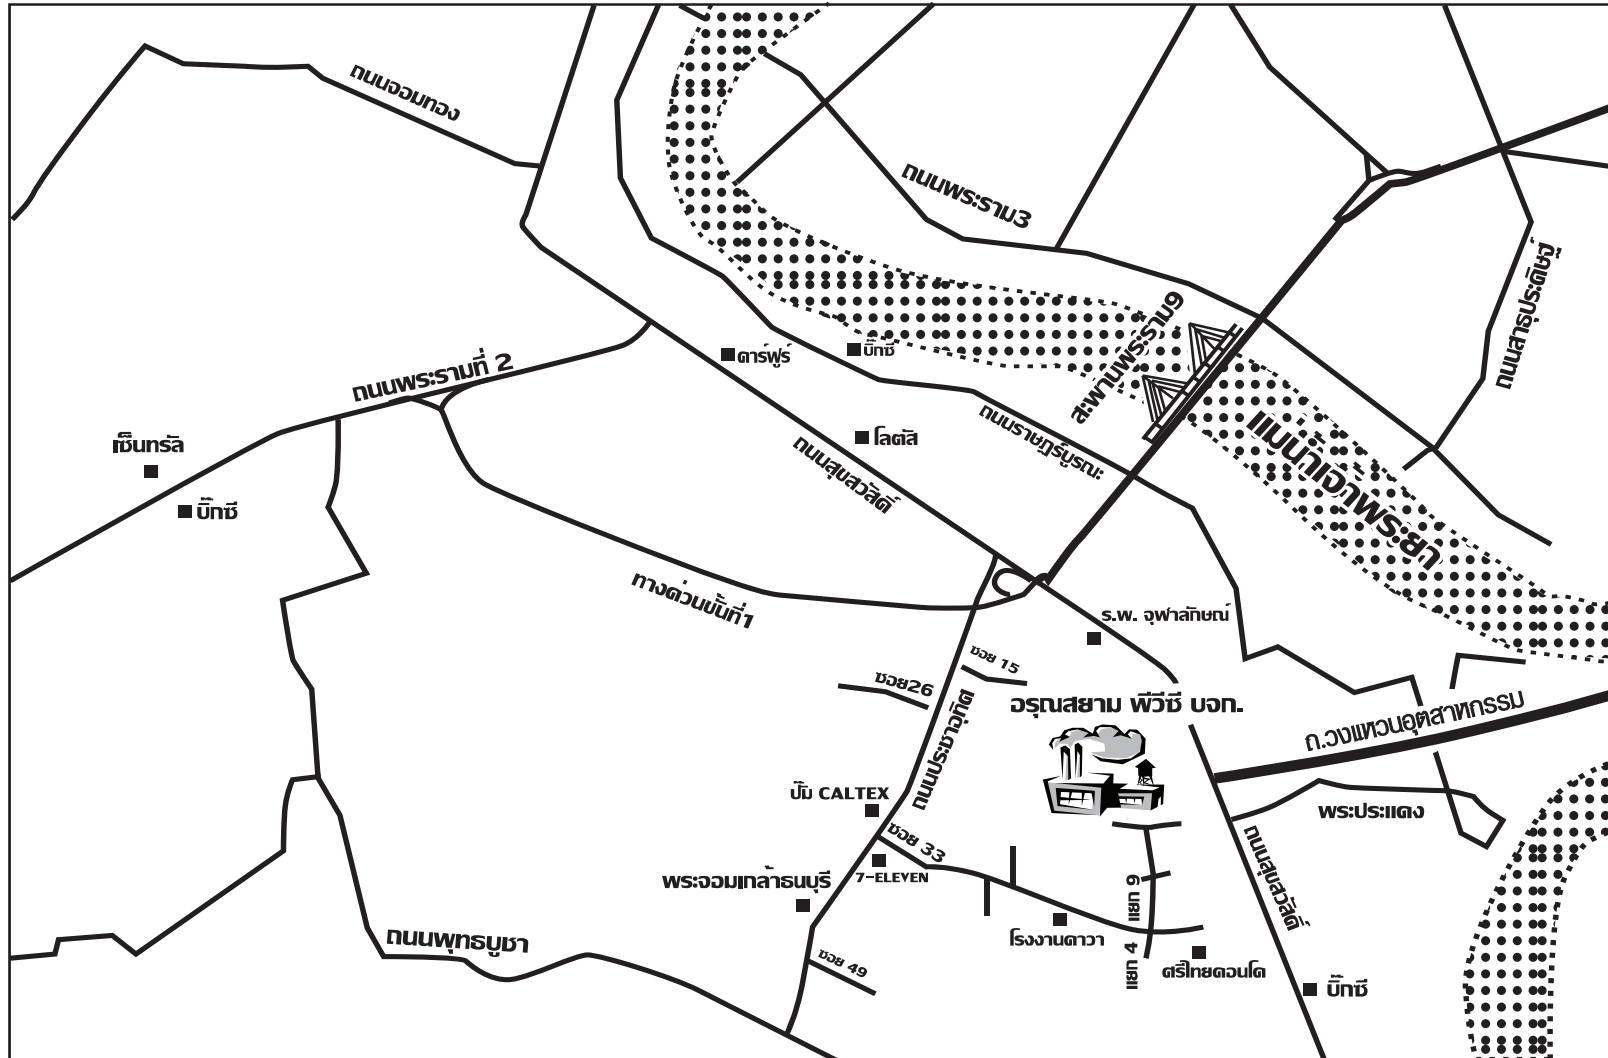 ถนนจอมทอง
ถนนพระราม3
ถนนสาธุประดิษฐ์
สะพานพระราม9
คาร์ฟูร์
บิ๊กซี
ถนนพระรามที่ 2
แม่น้ำเจ้าพระยา
ถนนราษฎร์บูรณะ
โลตัส
เซ็นทรัล
ถนนสุขสวัสดิ์
บิ๊กซี
ทางด่วนขั้นที่1
ร.พ. จุฬาลักษณ์
ซอย 15
ซอย26
อรุณสยาม พีวีซี บจก.
ถ.วงแหวนอุตสาหกรรม
ถนนประชาอุทิศ
ปั๊ม CALTEX
พระประแดง
ซอย 33
ถนนสุขสวัสดิ์
7-ELEVEN
พระจอมเกล้าธนบุรี
แยก 9
โรงงานดาวา
ถนนพุทธบูชา
แยก 4
ซอย 49
ศรีไทยคอนโด
บิ๊กซี